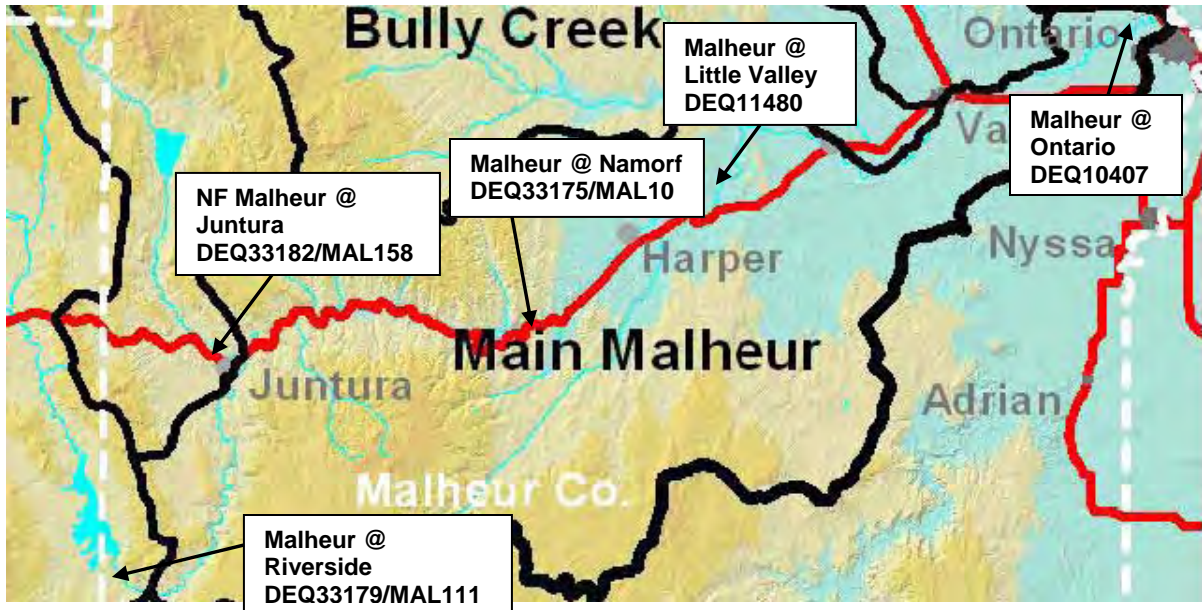 Bully Creek
Malheur @
Little Valley
DEQ11480
Ontario
r
Va
Malheur @
Ontario
DEQ10407
Malheur @ Namorf
DEQ33175/MAL10
NF Malheur @
Juntura
DEQ33182/MAL158
Harper
Nyssa
Main Malheur
Juntura
Adrian
Malheur Co.
Malheur @
Riverside
DEQ33179/MAL111